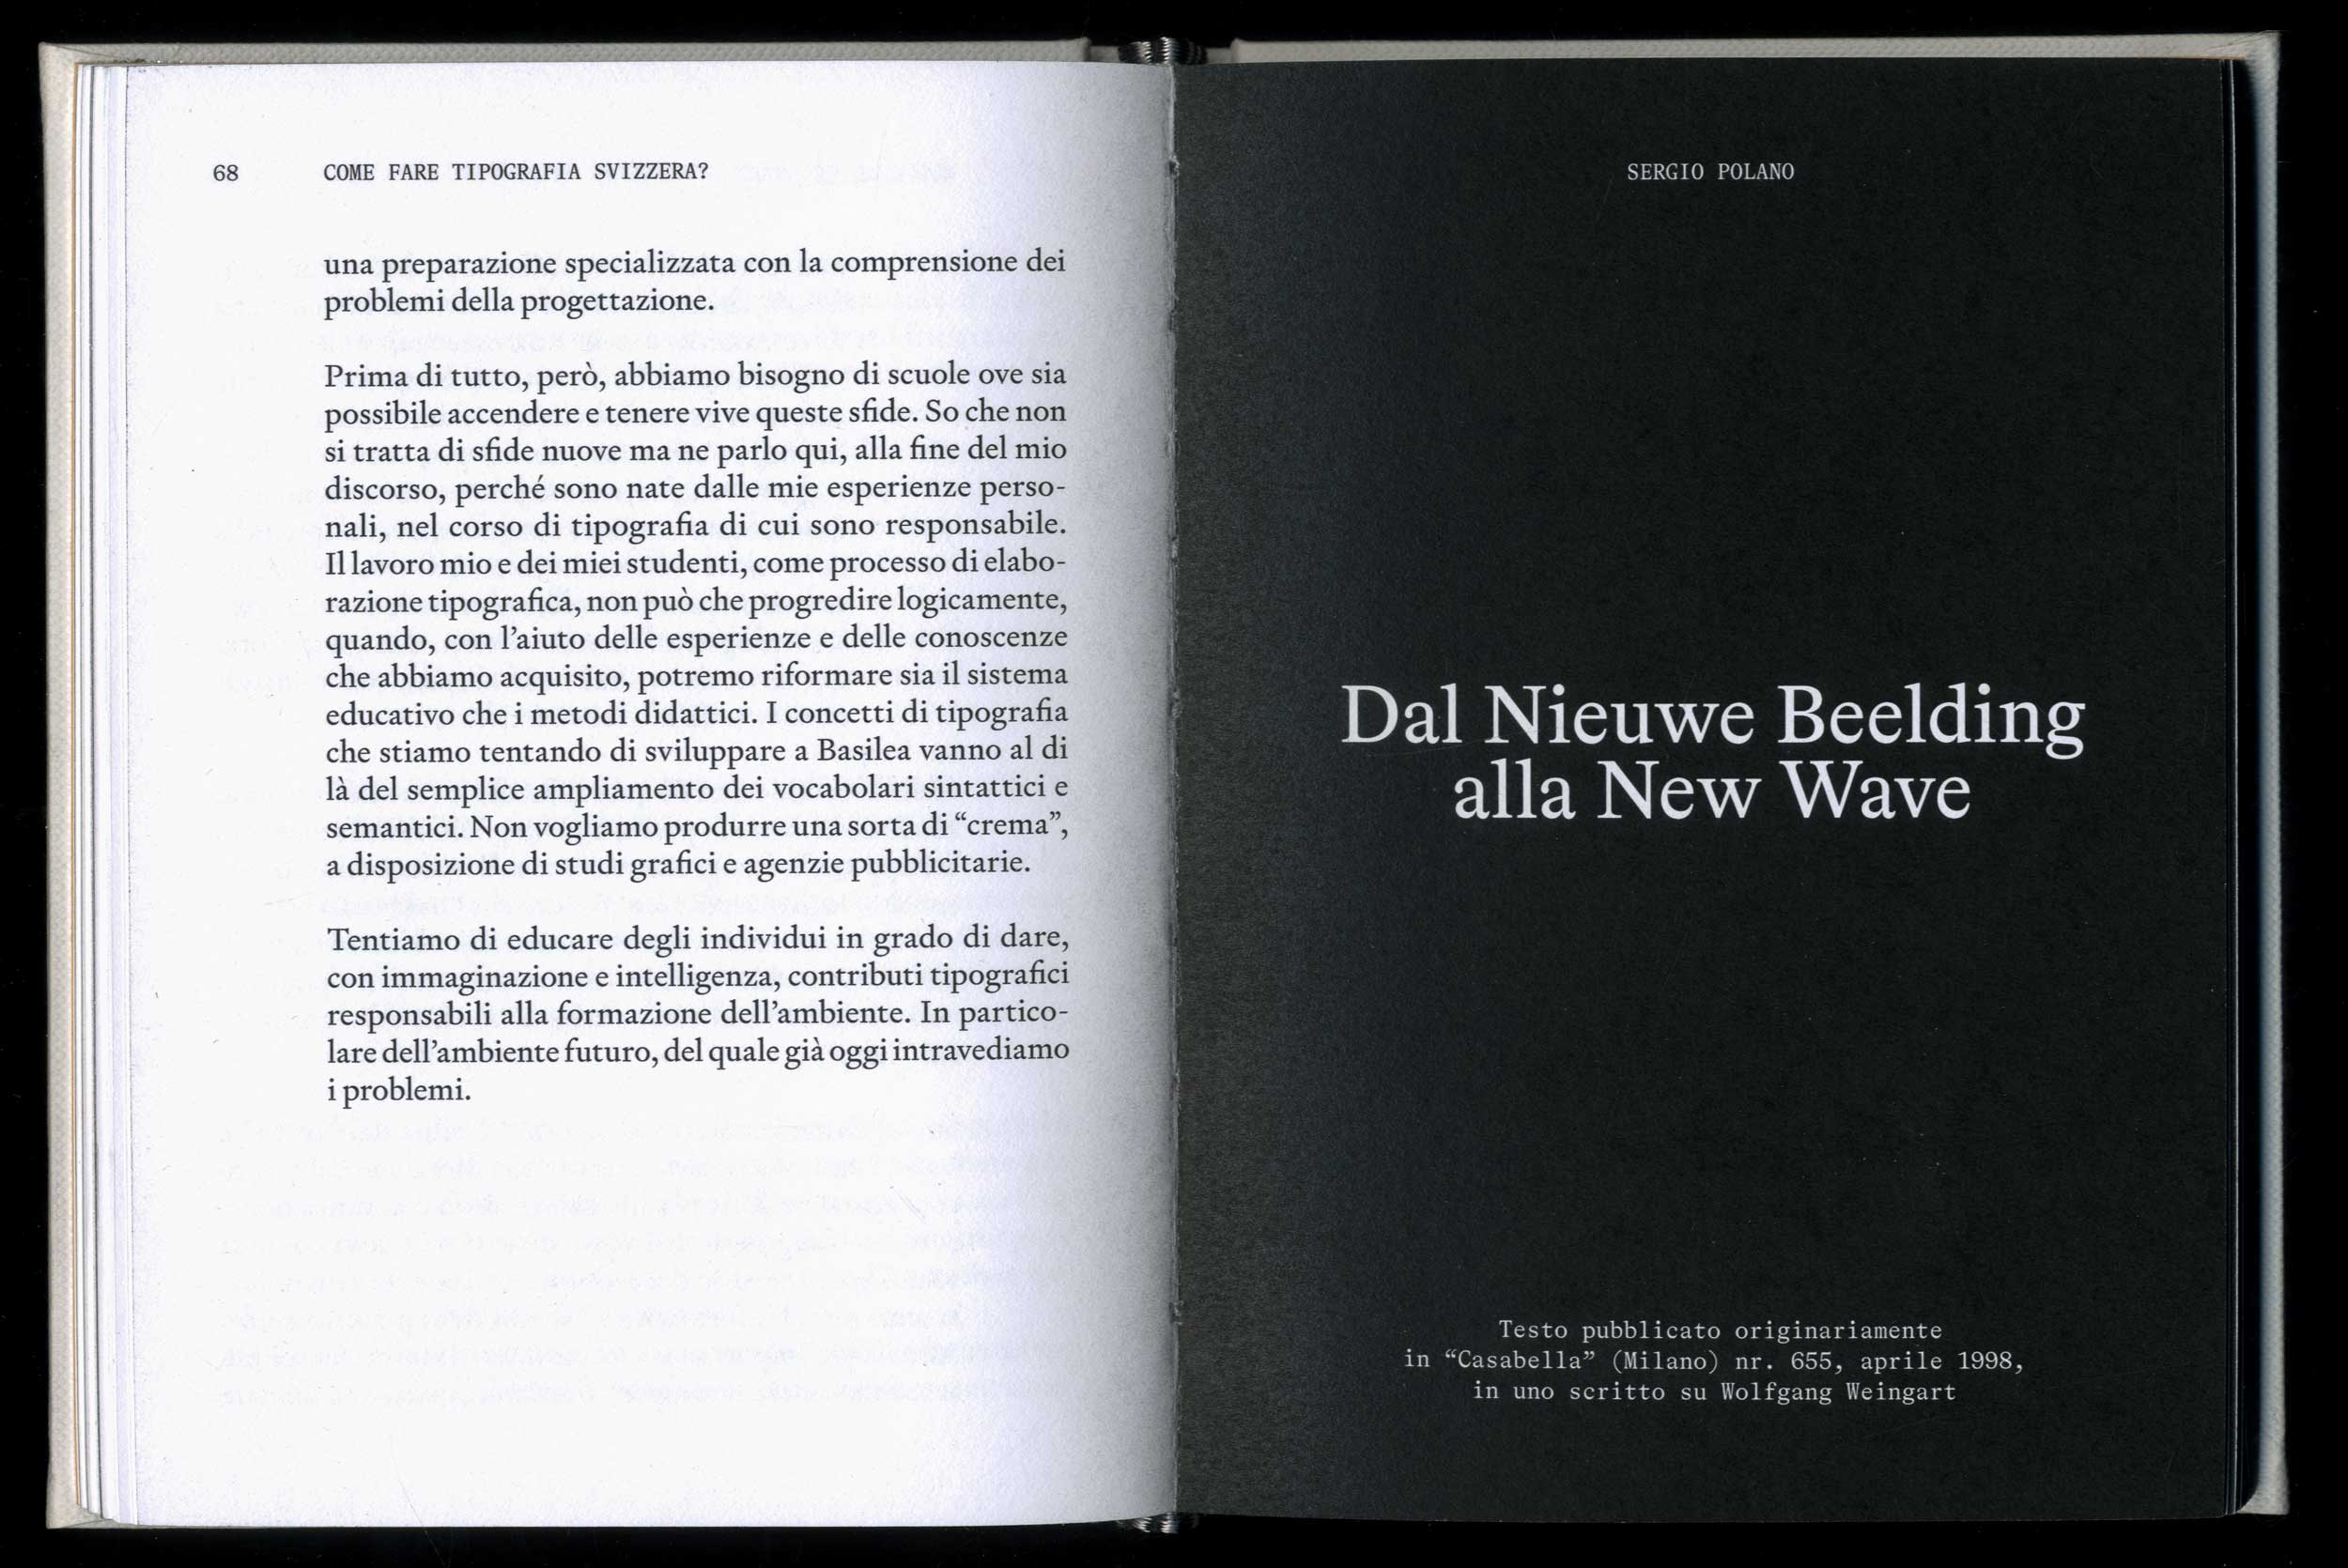 68 COME FARE TIPOGRAFIA SVIZZERA?
una preparazione specializzata con la comprensione dei
problemi della progettazione.
Prima di tutto, però, abbiamo bisogno di scuole ove sia
possibile accendere e tenere vive queste sfide. So che non
si tratta di sfide nuove ma ne parlo qui, alla fine del mio
discorso, perché sono nate dalle mie esperienze perso-
nali, nel corso di tipografia di cui sono responsabile.
Il lavoro mio e dei miei studenti, come processo di elabo-
razione tipografica, non può che progredire logicamente,
quando, con l’aiuto delle esperienze e delle conoscenze
che abbiamo acquisito, potremo riformare sia il sistema
educativo che i metodi didattici. I concetti di tipografia
che stiamo tentando di sviluppare a Basilea vanno al di
là del semplice ampliamento dei vocabolari sintattici e
semantici. Non vogliamo produrre una sorta di “crema”,
a disposizione di studi grafici e agenzie pubblicitarie.
Tentiamo di educare degli individui in grado di dare,
con immaginazione e intelligenza, contributi tipografici
responsabili alla formazione dell’ambiente. In partico-
lare dell’ambiente futuro, del quale già oggi intravediamo
i problemi.
SERGIO POLANO
Dal Nieuwe Beelding
alla New Wave
Testo pubblicato originariamente
in “Casabella” (Milano) nr. 655, aprile 1998,
in uno scritto su Wolfgang Weingart